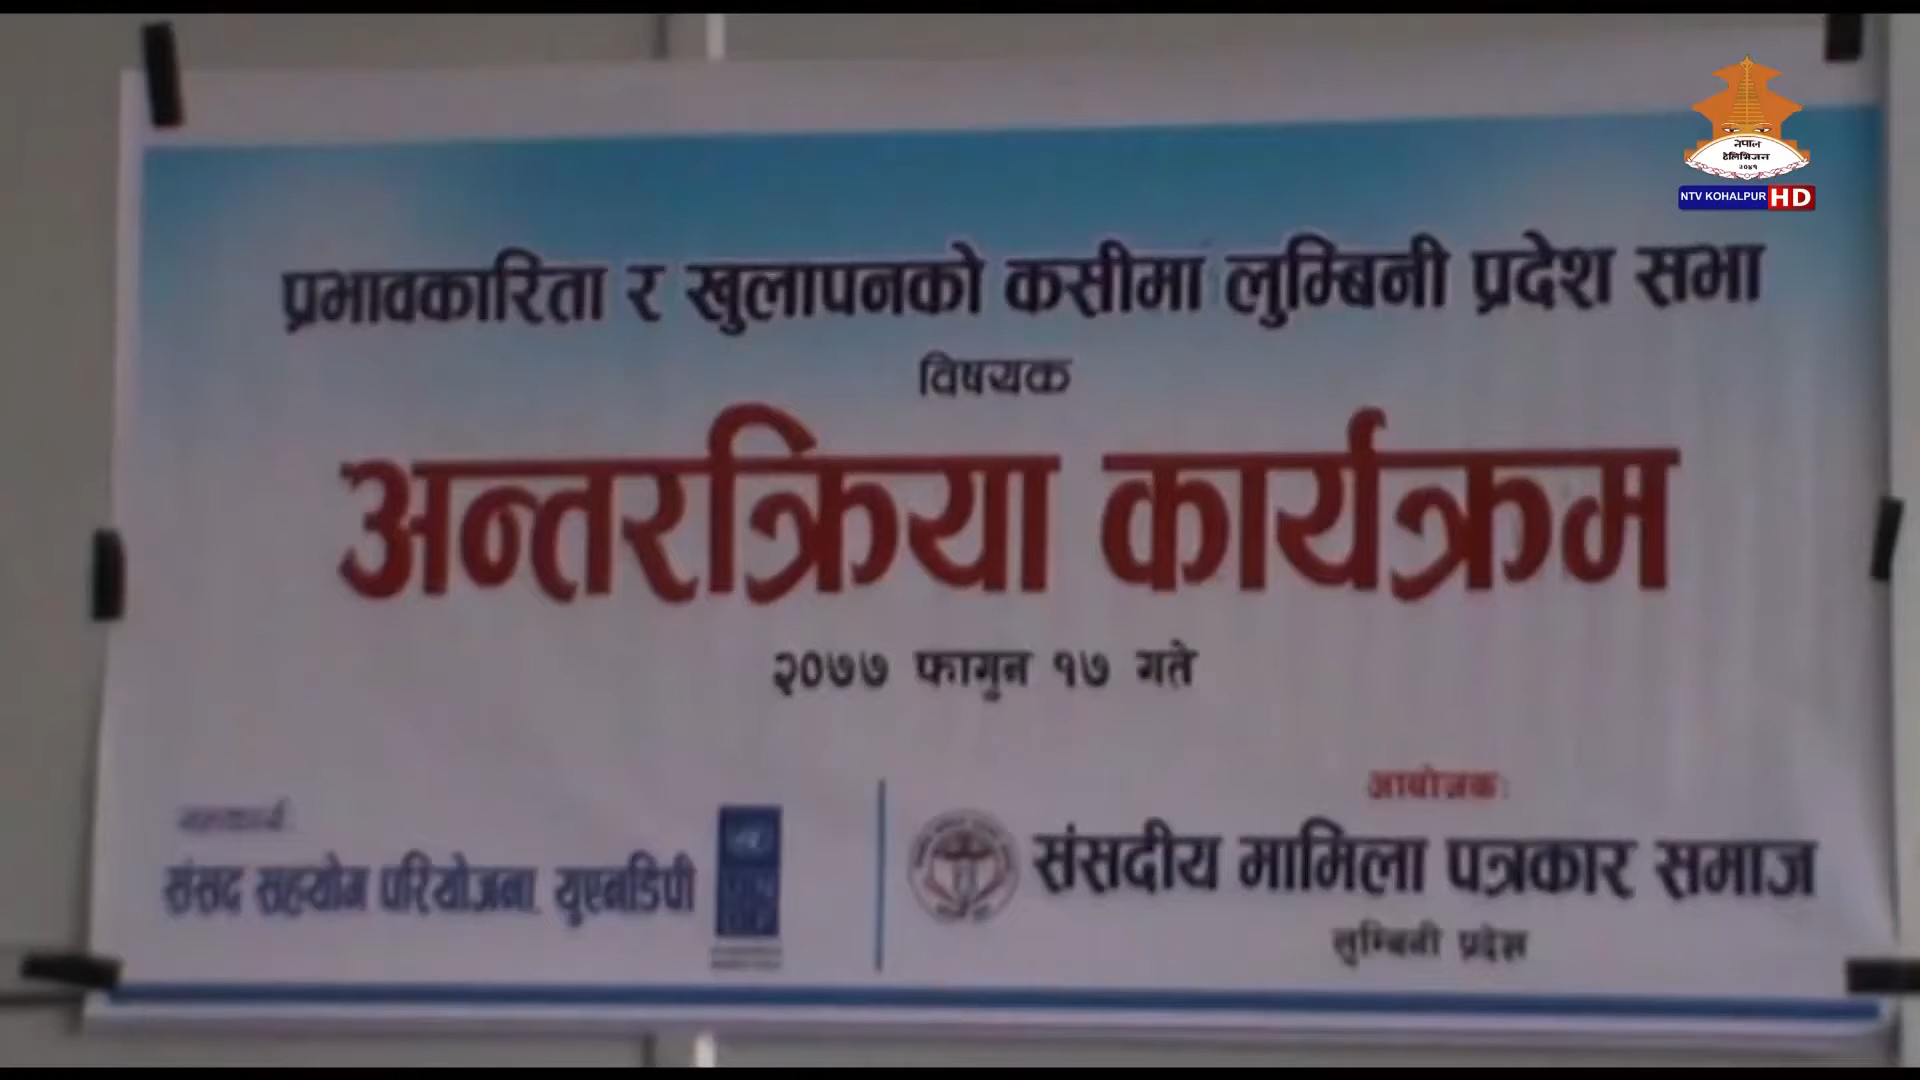 नेपाल
टेलिभिजन
२०४१
NTV KOHALPUR HD
प्रभावकारिता र खुलापनको कसीमा लुम्बिनी प्रदेश सभा
विषयक
अन्तरक्रिया कार्यक्रम
२०७७ फागुन १७ गते
संसद सहयोग परियोजना, युएनडिपी
आयोजकः
संसदीय मामिला पत्रकार समाज
लुम्बिनी प्रदेश